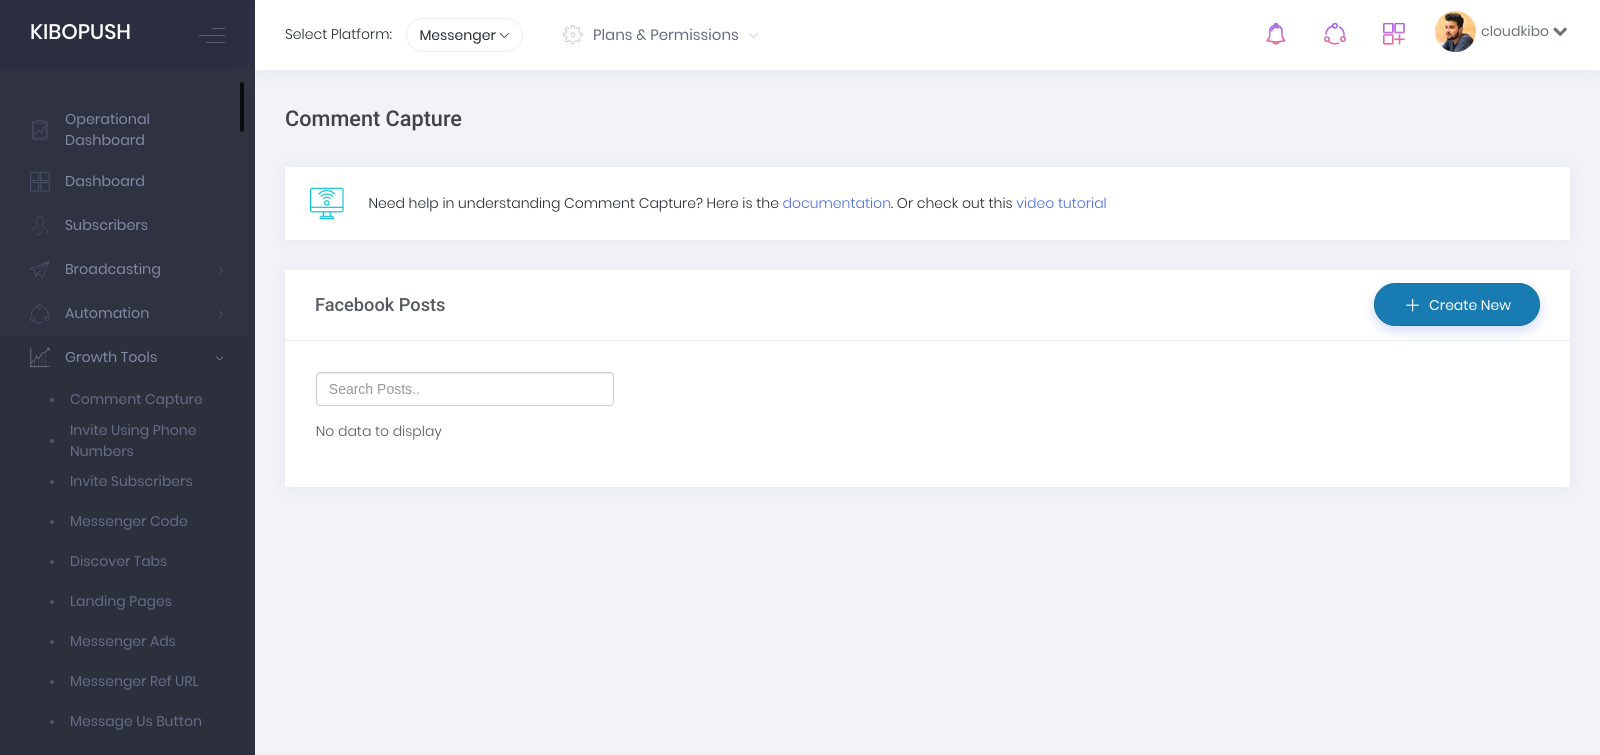 KIBOPUSH
Select Platform:
Messenger
Plans & Permissions
cloudkibo
Operational
Dashboard
Dashboard
Subscribers
Broadcasting
Automation
Growth Tools
Comment Capture
Invite Using Phone
Numbers
Invite Subscribers
Messenger Code
Discover Tabs
Landing Pages
Messenger Ads
Messenger Ref URL
Message Us Button
Comment Capture
Need help in understanding Comment Capture? Here is the documentation. Or check out this video tutorial
Facebook Posts
Create New
Search Posts..
No data to display